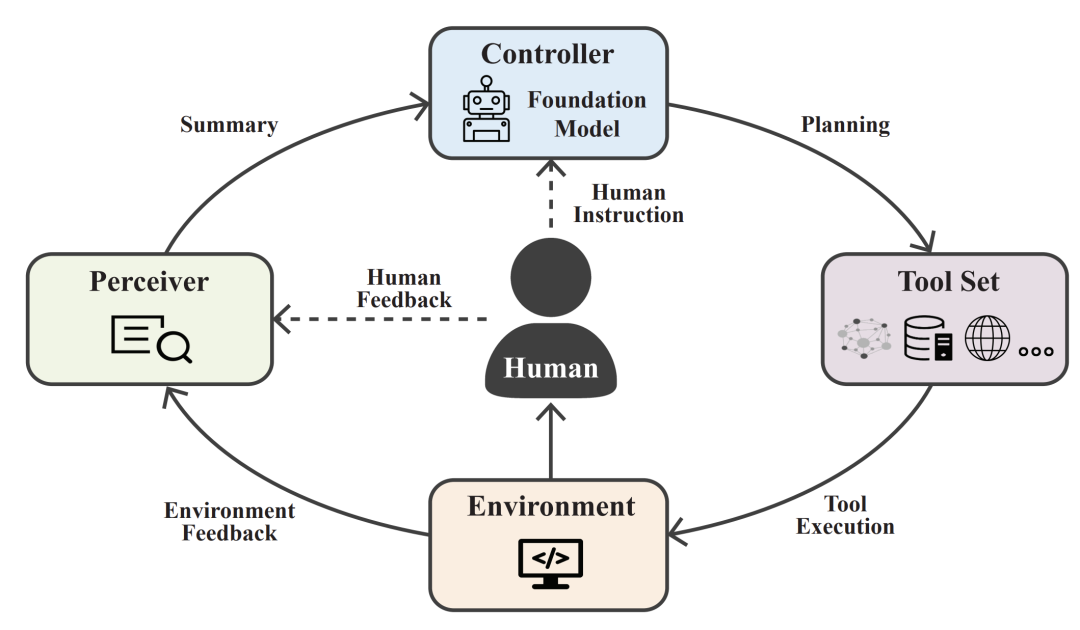 Controller
Foundation
Model
Summary
Planning
Human
Instruction
Perceiver
Human
Feedback
Tool Set
Human
Environment
Feedback
Environment
</>
Tool
Execution